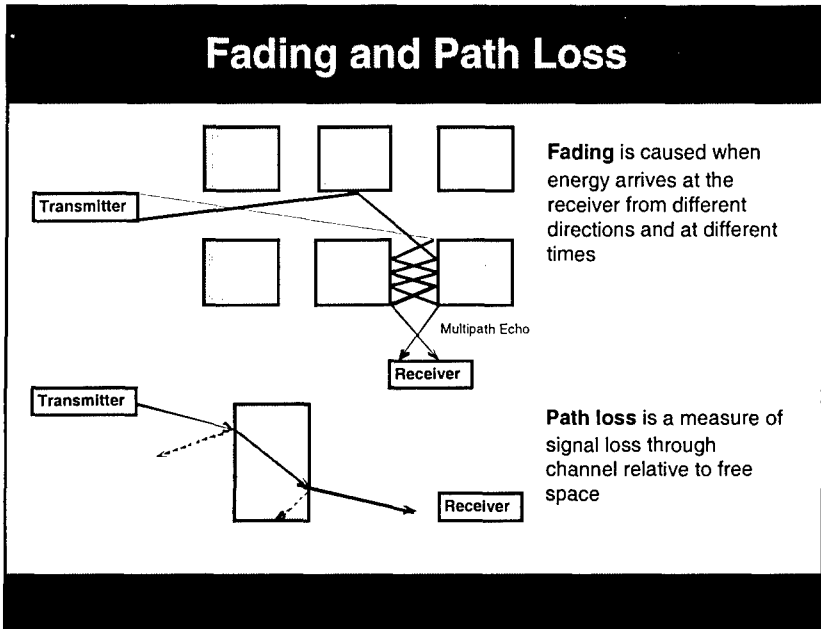 Fading and Path Loss
Transmitter
Fading is caused when
energy arrives at the
receiver from different
directions and at different
times
Multipath Echo
Receiver
Transmitter
Path loss is a measure of
signal loss through
channel relative to free
space
Receiver